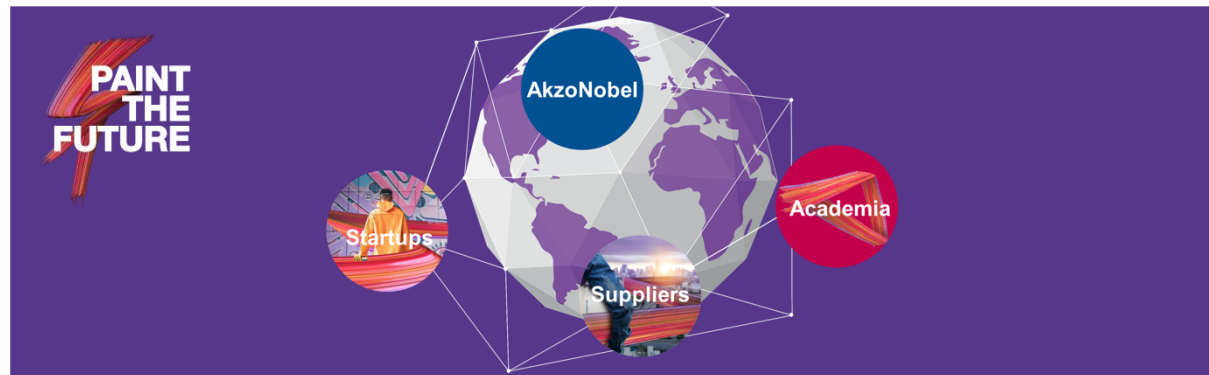 PAINT
THE
FUTURE
AkzoNobel
Startups
Academia
Suppliers